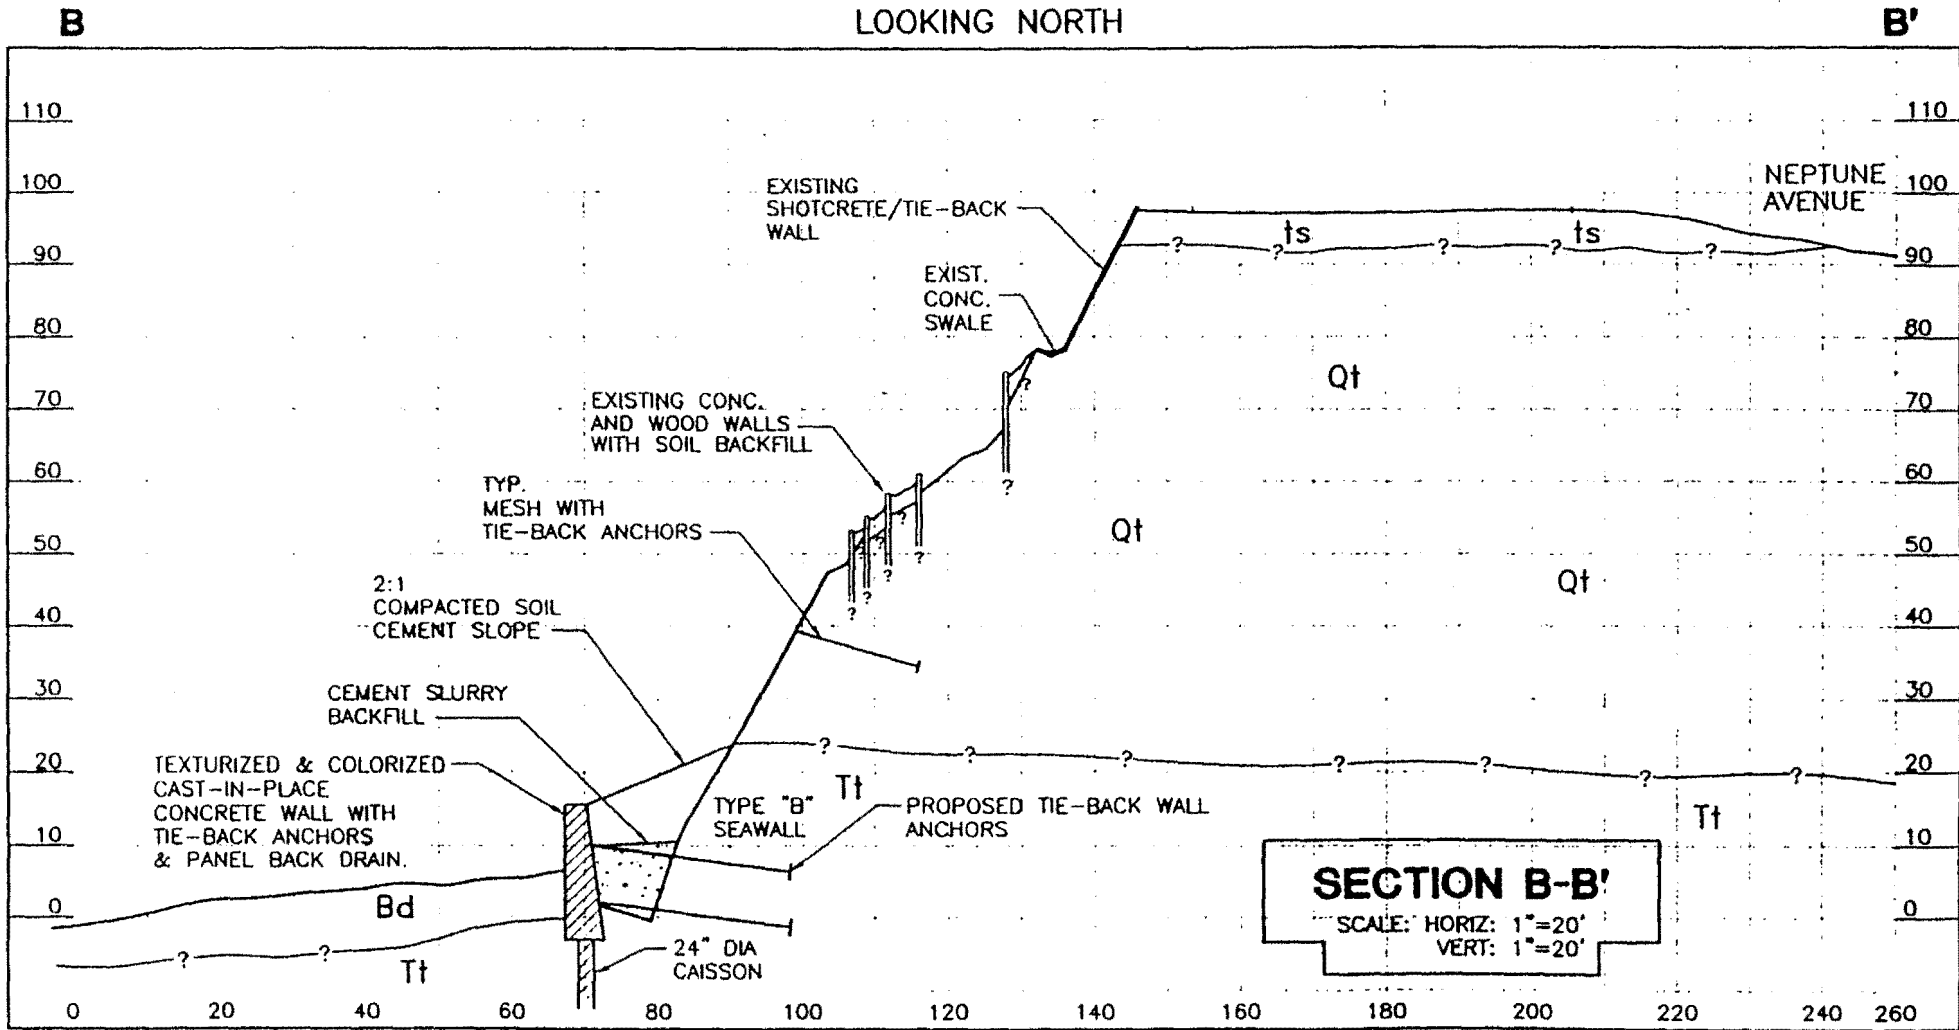 B
LOOKING NORTH
B'
110
110
EXISTING
SHOTCRETE/TIE-BACK
WALL
NEPTUNE
AVENUE
100
100
ts
ts
?
?
?
?
?
90
90
EXIST.
CONC.
SWALE
80
80
?
Qt
EXISTING CONC.
AND WOOD WALLS
WITH SOIL BACKFILL
70
70
TYP.
MESH WITH
TIE-BACK ANCHORS
60
60
?
?
?
?
?
?
?
?
Qt
50
50
Qt
2:1
COMPACTED SOIL
CEMENT SLOPE
40
40
CEMENT SLURRY
BACKFILL
30
30
?
?
?
?
?
?
?
TEXTURIZED & COLORIZED
CAST-IN-PLACE
CONCRETE WALL WITH
TIE-BACK ANCHORS
& PANEL BACK DRAIN.
20
20
Tt
TYPE "B"
SEAWALL
PROPOSED TIE-BACK WALL
ANCHORS
Tt
10
10
Bd
0
0
SECTION B-B'
SCALE: HORIZ: 1"=20'
VERT: 1"=20'
?
?
Tt
24" DIA
CAISSON
0 20 40 60 80 100 120 140 160 180 200 220 240 260